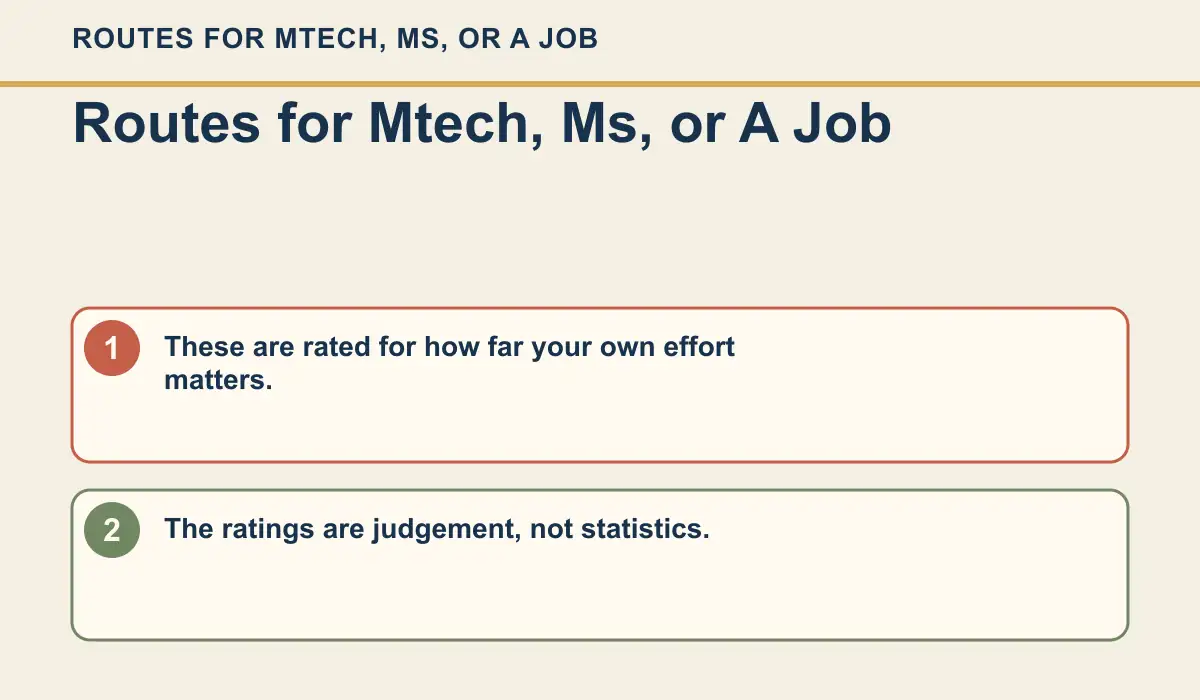 ROUTES FOR MTECH, MS, OR A JOB
Routes for Mtech, Ms, or A Job
1
These are rated for how far your own effort
matters.
2
The ratings are judgement, not statistics.